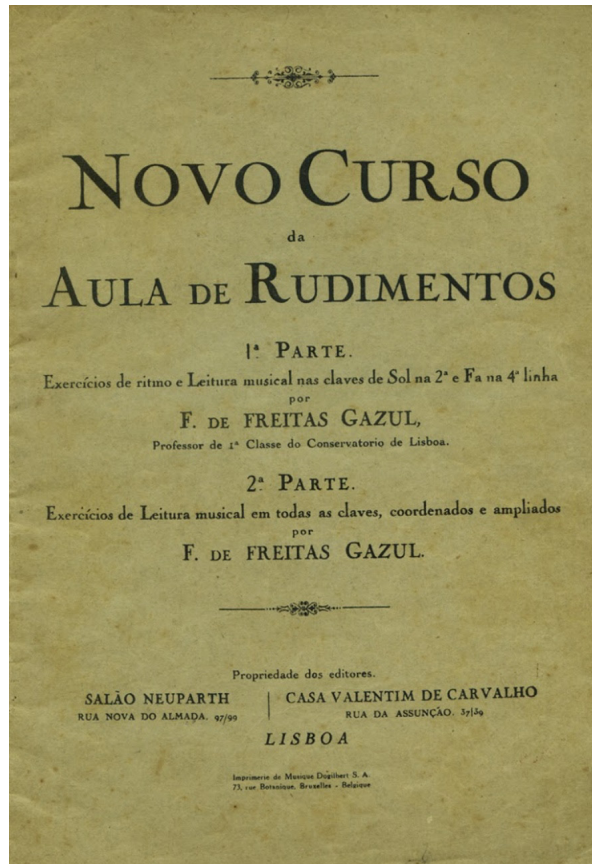 NOVO CURSO
da
AULA DE RUDIMENTOS
1ª PARTE.
Exercícios de ritmo e Leitura musical nas claves de Sol na 2ª e Fa na 4ª linha
por
F. DE FREITAS GAZUL,
Professor de 1ª Classe do Conservatorio de Lisboa.
2ª PARTE.
Exercícios de Leitura musical em todas as claves, coordenados e ampliados
por
F. DE FREITAS GAZUL.
Propriedade dos editores.
SALÃO NEUPARTH
RUA NOVA DO ALMADA. 97/99
CASA VALENTIM DE CARVALHO
RUA DA ASSUNÇÃO. 37/39
LISBOA
Imprimerie de Musique Dogilbert S. A.
73, rue Botanique, Bruxelles - Belgique